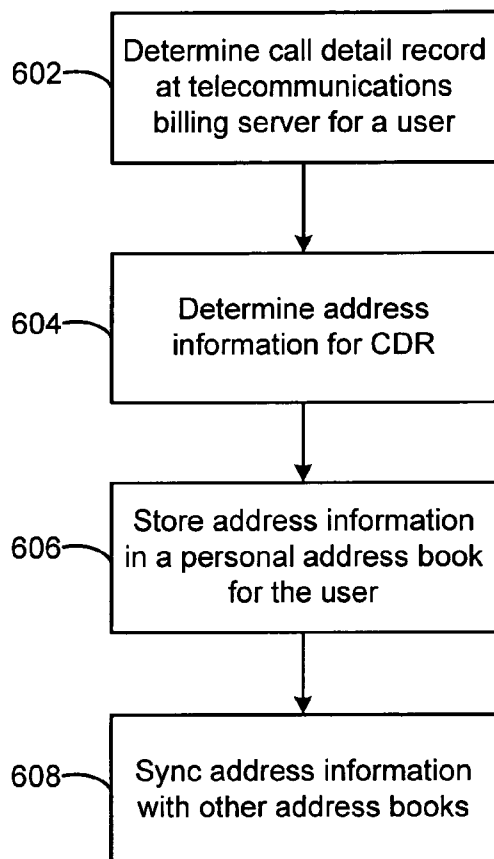 602
Determine call detail record
at telecommunications
billing server for a user
604
Determine address
information for CDR
606
Store address information
in a personal address book
for the user
608
Sync address information
with other address books